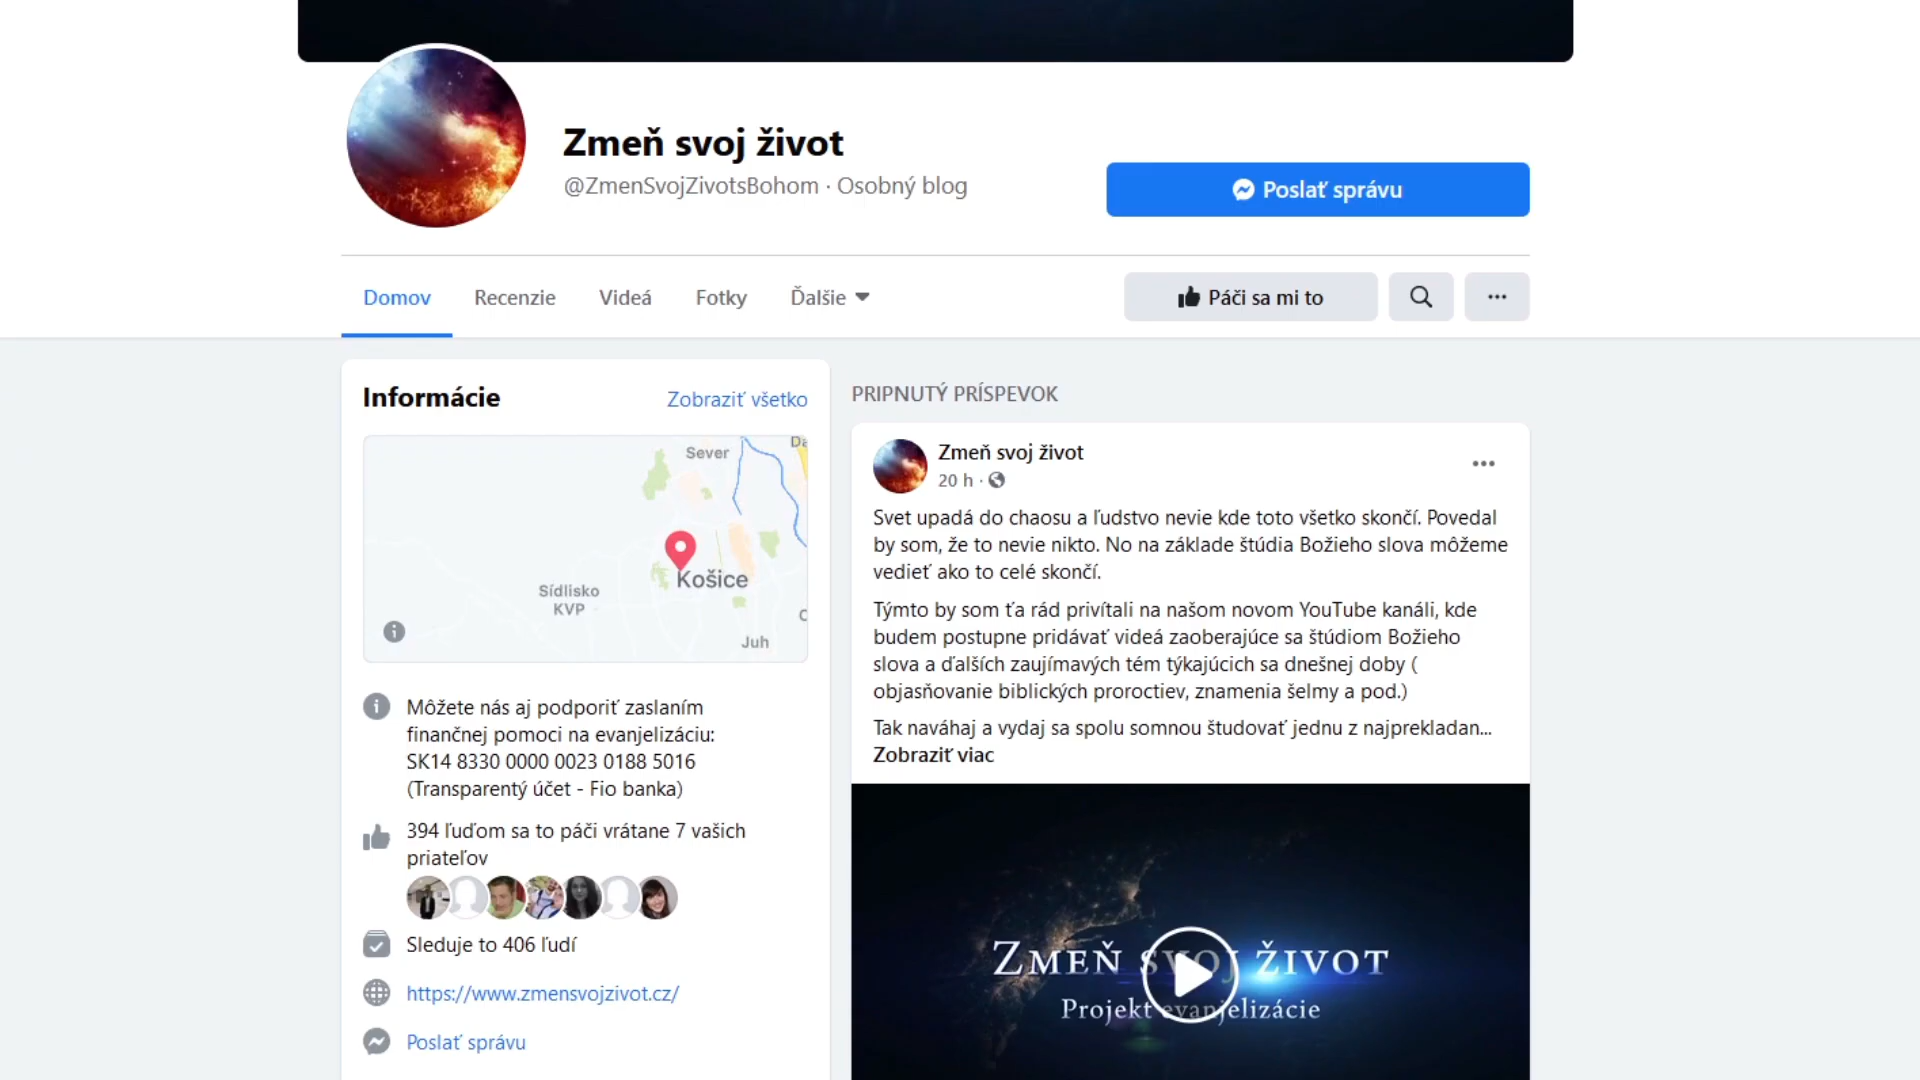 Zmeň svoj život
@ZmenSvojZivotsBohom · Osobný blog
Poslať správu
Domov
Recenzie
Videá
Fotky
Ďalšie
Páči sa mi to
Informácie
Zobraziť všetko
Sever
Košice
Sídlisko
KVP
Juh
Môžete nás aj podporiť zaslaním
finančnej pomoci na evanjelizáciu:
SK14 8330 0000 0023 0188 5016
(Transparentý účet - Fio banka)
394 ľuďom sa to páči vrátane 7 vašich
priateľov
Sleduje to 406 ľudí
https://www.zmensvojzivot.cz/
Poslať správu
PRIPNUTÝ PRÍSPEVOK
Zmeň svoj život
20 h ·
Svet upadá do chaosu a ľudstvo nevie kde toto všetko skončí. Povedal
by som, že to nevie nikto. No na základe štúdia Božieho slova môžeme
vedieť ako to celé skončí.
Týmto by som ťa rád privítali na našom novom YouTube kanáli, kde
budem postupne pridávať videá zaoberajúce sa štúdiom Božieho
slova a ďalších zaujímavých tém týkajúcich sa dnešnej doby (
objasňovanie biblických proroctiev, znamenia šelmy a pod.)
Tak naváhaj a vydaj sa spolu somnou študovať jednu z najprekladan...
Zobraziť viac
Zmeň svoj život
Projekt evanjelizácie